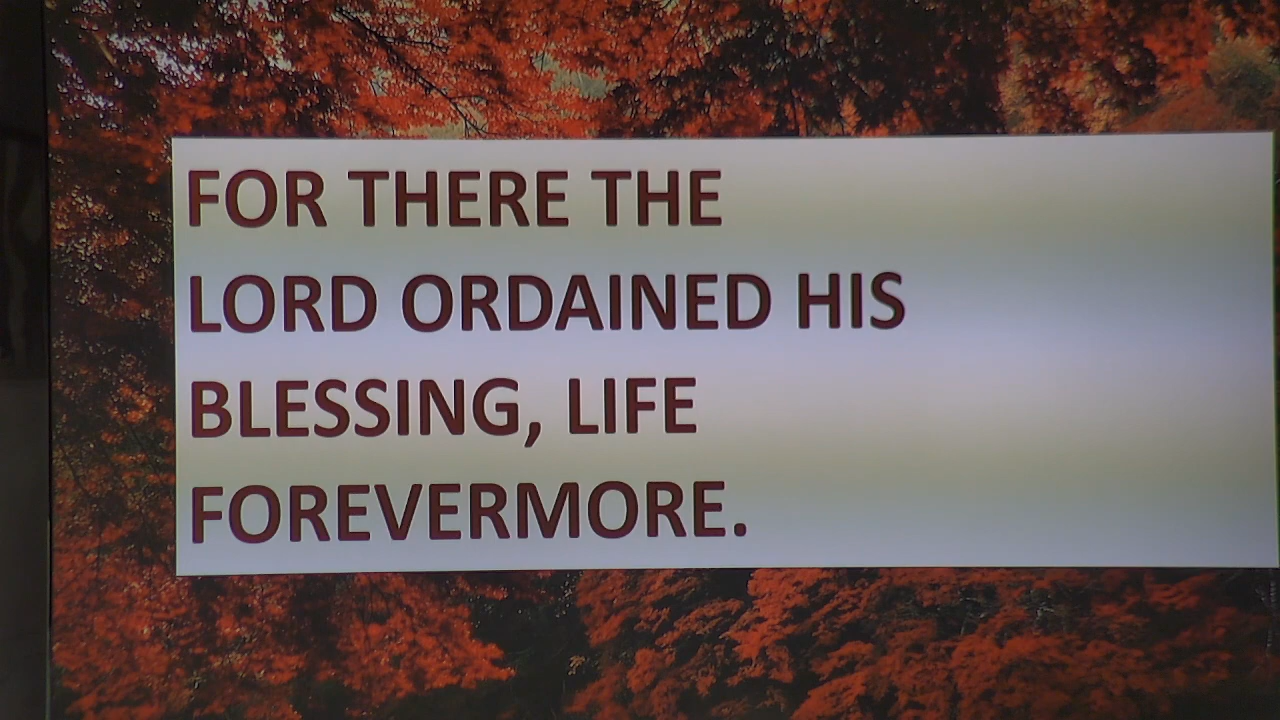 FOR THERE THE
LORD ORDAINED HIS
BLESSING, LIFE
FOREVERMORE.